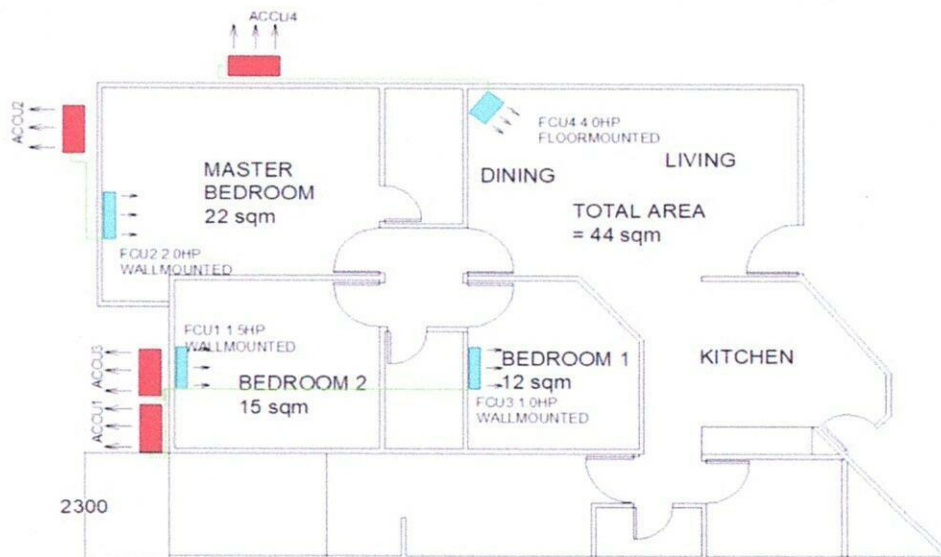 ACCU4
ACCU2
MASTER
BEDROOM
22 sqm
FCU2 2.0HP
WALLMOUNTED
FCU4 4.0HP
FLOORMOUNTED
DINING
LIVING
TOTAL AREA
= 44 sqm
ACCU3
ACCU1
FCU1 1.5HP
WALLMOUNTED
BEDROOM 2
15 sqm
BEDROOM 1
12 sqm
FCU3 1.0HP
WALLMOUNTED
KITCHEN
2300